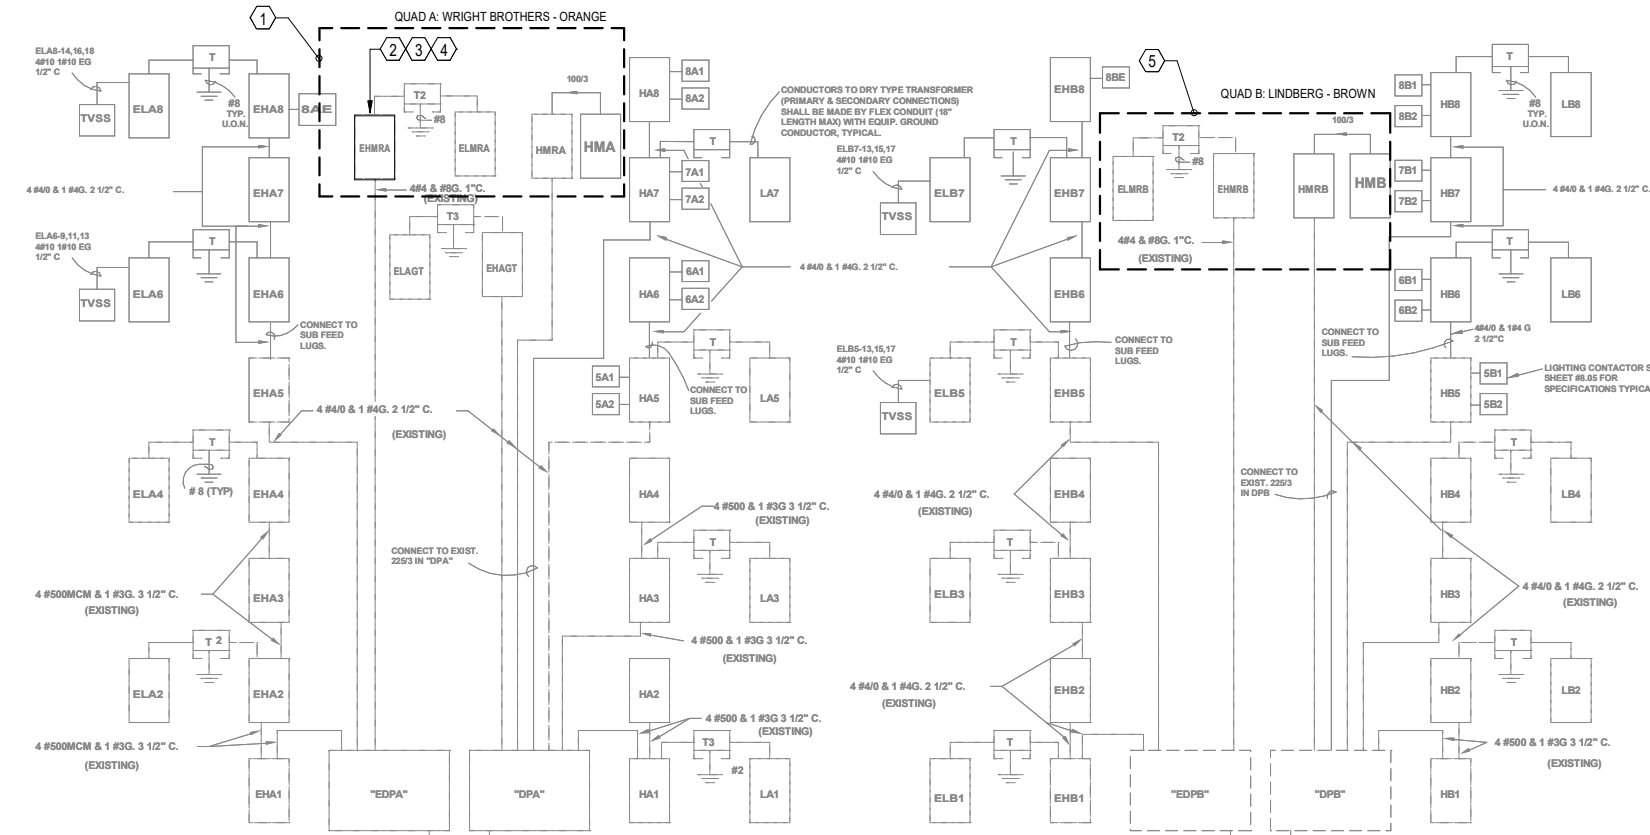 1
QUAD A: WRIGHT BROTHERS - ORANGE
2
3
4
ELA8-14,16,18
4#10 1#10 EG
1/2" C
T
ELA8
TVSS
#8
TYP.
U.O.N.
EHA8
8AE
T2
#8
EHMRA
ELMRA
100/3
HMRA
HMA
HA8
8A1
8A2
CONDUCTORS TO DRY TYPE TRANSFORMER
(PRIMARY & SECONDARY CONNECTIONS)
SHALL BE MADE BY FLEX CONDUIT (18"
LENGTH MAX) WITH EQUIP. GROUND
CONDUCTOR, TYPICAL.
T
HA7
7A1
7A2
LA7
4 #4/0 & 1 #4G. 2 1/2" C.
EHA7
4#4 & #8G. 1"C.
(EXISTING)
T3
ELAGT
EHAGT
ELA6-9,11,13
4#10 1#10 EG
1/2" C
T
ELA6
TVSS
EHA6
CONNECT TO
SUB FEED
LUGS.
HA6
6A1
6A2
4 #4/0 & 1 #4G. 2 1/2" C.
EHA5
4 #4/0 & 1 #4G. 2 1/2" C.
(EXISTING)
5A1
5A2
HA5
CONNECT TO
SUB FEED
LUGS.
T
LA5
T
ELA4
# 8 (TYP)
EHA4
HA4
4 #500 & 1 #3G 3 1/2" C.
(EXISTING)
CONNECT TO EXIST.
225/3 IN "DPA"
4 #500MCM & 1 #3G. 3 1/2" C.
(EXISTING)
EHA3
HA3
T
LA3
4 #500 & 1 #3G 3 1/2" C.
(EXISTING)
T 2
ELA2
EHA2
HA2
4 #500 & 1 #3G 3 1/2" C.
(EXISTING)
4 #500MCM & 1 #3G. 3 1/2" C.
(EXISTING)
EHA1
"EDPA"
"DPA"
HA1
T3
#2
LA1
5
QUAD B: LINDBERG - BROWN
EHB8
8BE
8B1
8B2
HB8
T
#8
TYP.
U.O.N.
LB8
ELB7-13,15,17
4#10 1#10 EG
1/2" C
T
ELB7
TVSS
EHB7
T2
#8
ELMRB
EHMRB
100/3
HMRB
HMB
7B1
7B2
HB7
4 #4/0 & 1 #4G. 2 1/2" C.
4#4 & #8G. 1"C.
(EXISTING)
EHB6
6B1
6B2
HB6
T
LB6
CONNECT TO
SUB FEED
LUGS.
CONNECT TO
SUB FEED
LUGS.
4#4/0 & 1#4 G
2 1/2"C
ELB5-13,15,17
4#10 1#10 EG
1/2" C
T
ELB5
TVSS
EHB5
HB5
5B1
5B2
LIGHTING CONTACTOR S
SHEET #8.05 FOR
SPECIFICATIONS TYPICA
4 #4/0 & 1 #4G. 2 1/2" C.
(EXISTING)
EHB4
CONNECT TO
EXIST. 225/3
IN DPB
HB4
T
LB4
T
ELB3
EHB3
HB3
4 #4/0 & 1 #4G. 2 1/2" C.
(EXISTING)
4 #4/0 & 1 #4G. 2 1/2" C.
(EXISTING)
EHB2
HB2
T
LB2
T
ELB1
EHB1
"EDPB"
"DPB"
HB1
4 #500 & 1 #3G 3 1/2" C.
(EXISTING)